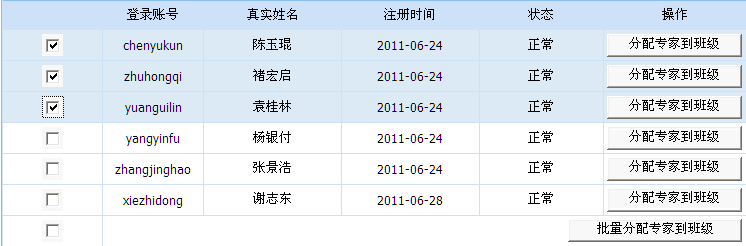 登录账号 真实姓名 注册时间 状态 操作
chenyukun 陈玉琨 2011-06-24 正常 分配专家到班级
zhuhongqi 褚宏启 2011-06-24 正常 分配专家到班级
yuanguilin 袁桂林 2011-06-24 正常 分配专家到班级
yangyinfu 杨银付 2011-06-24 正常 分配专家到班级
zhangjinghao 张景浩 2011-06-24 正常 分配专家到班级
xiezhidong 谢志东 2011-06-28 正常 分配专家到班级
批量分配专家到班级